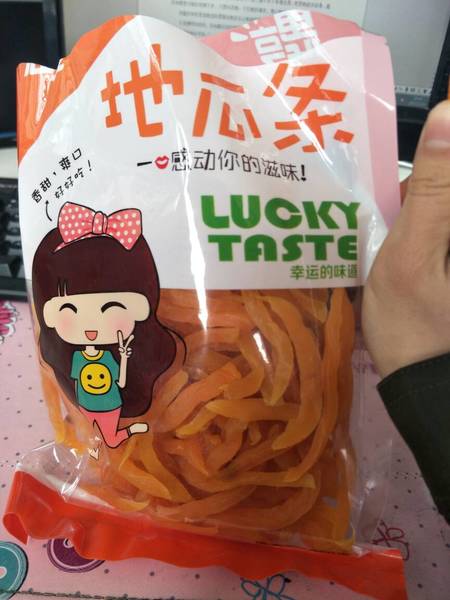 地瓜条
一感动你的滋味!
香甜，爽口
好好吃!
LUCKY
TASTE
幸运的味道